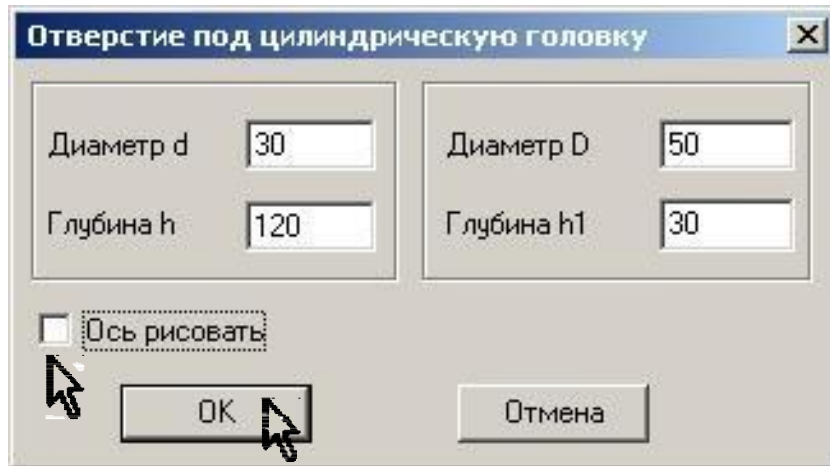 Отверстие под цилиндрическую головку
Диаметр d 30
Глубина h 120
Диаметр D 50
Глубина h1 30
Ось рисовать
OK Отмена